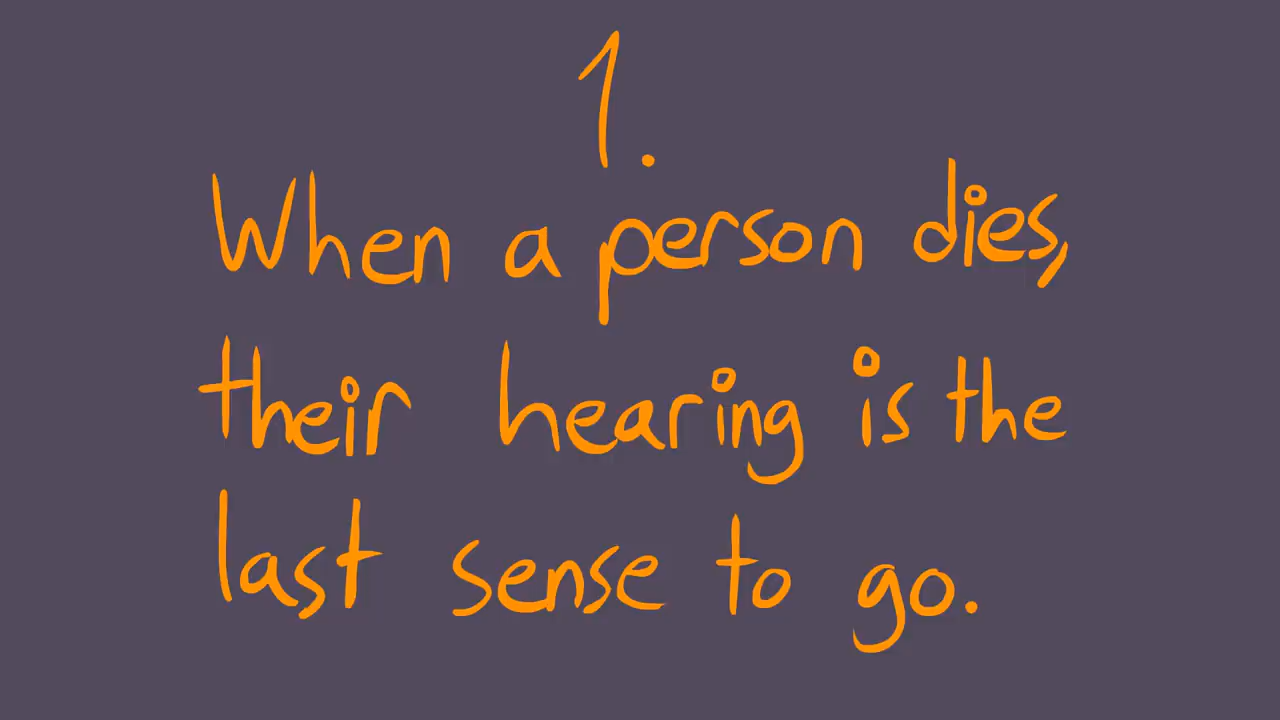 1.
When a person dies,
their hearing is the
last sense to go.